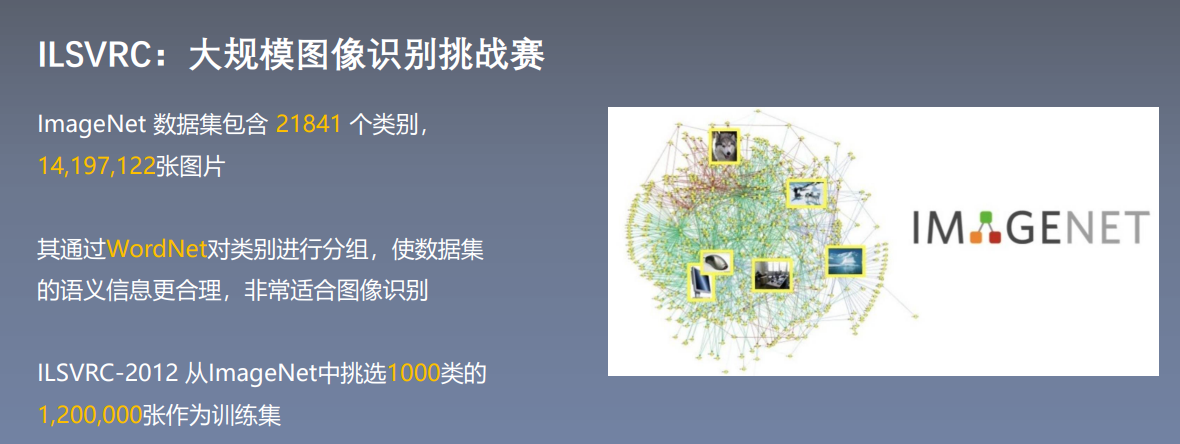 ILSVRC：大规模图像识别挑战赛
ImageNet 数据集包含 21841 个类别，
14,197,122张图片
其通过WordNet对类别进行分组，使数据集
的语义信息更合理，非常适合图像识别
ILSVRC-2012 从ImageNet中挑选1000类的
1,200,000张作为训练集
IMAGENET